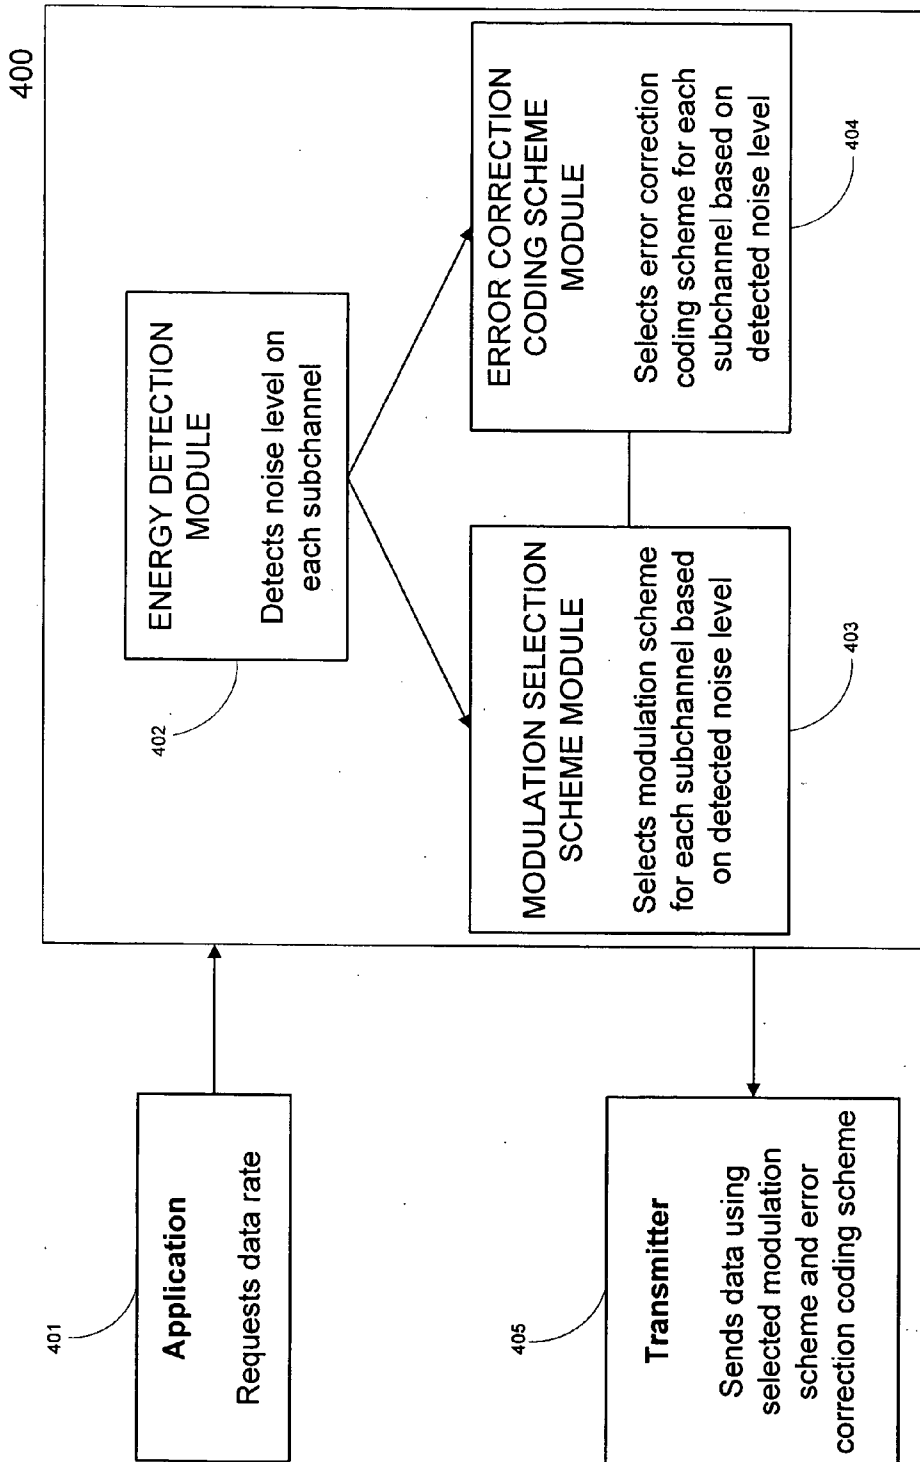 400
401
Application
Requests data rate
402
ENERGY DETECTION
MODULE
Detects noise level on
each subchannel
MODULATION SELECTION
SCHEME MODULE
Selects modulation scheme
for each subchannel based
on detected noise level
403
ERROR CORRECTION
CODING SCHEME
MODULE
Selects error correction
coding scheme for each
subchannel based on
detected noise level
404
405
Transmitter
Sends data using
selected modulation
scheme and error
correction coding scheme